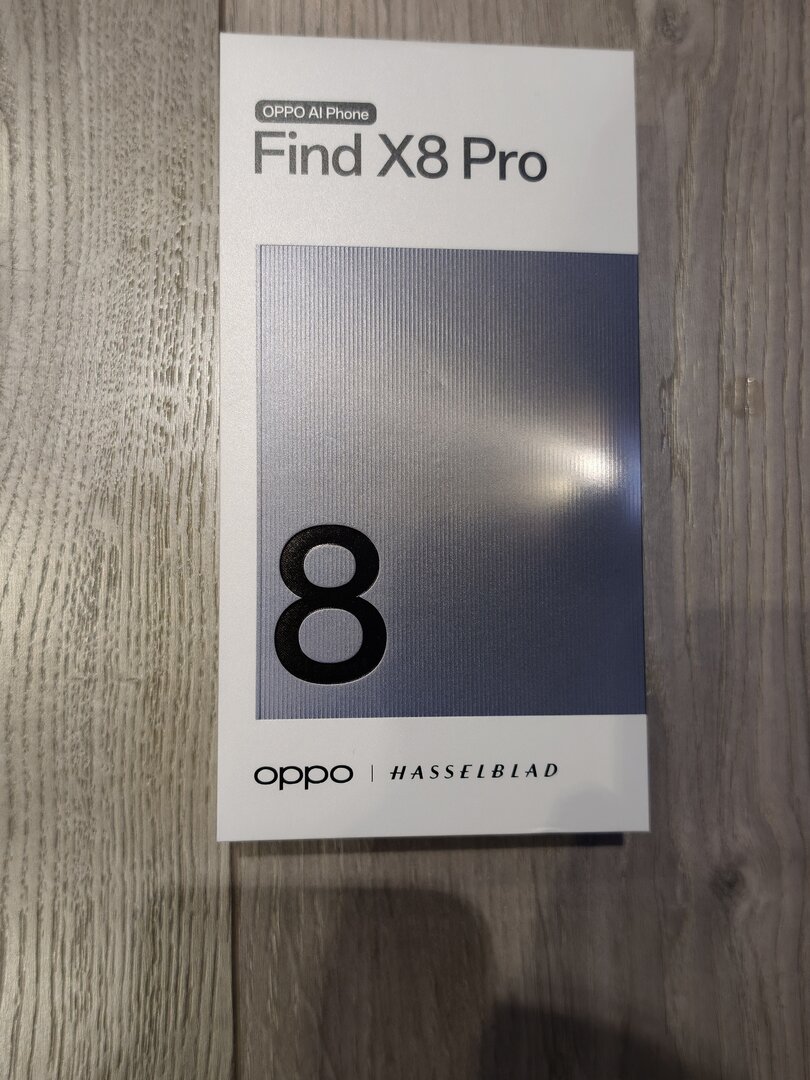 OPPO AI Phone
Find X8 Pro
8
oppo | HASSELBLAD